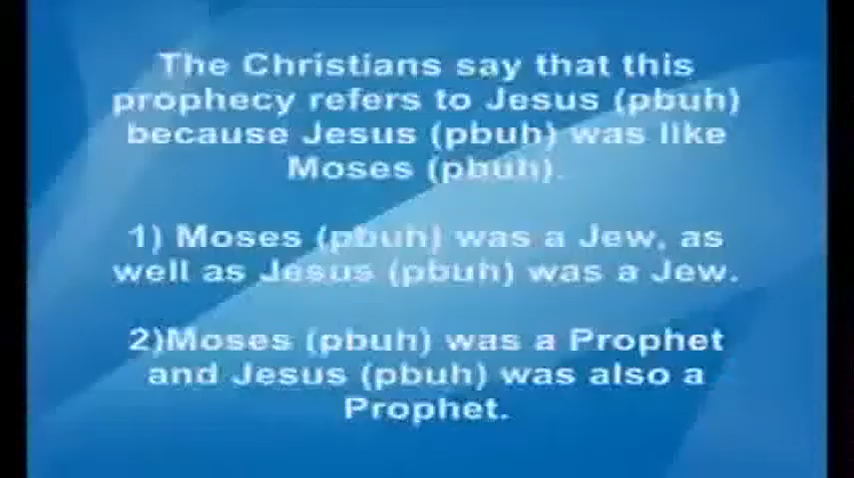 The Christians say that this
prophecy refers to Jesus (pbuh)
because Jesus (pbuh) was like
Moses (pbuh).
1) Moses (pbuh) was a Jew, as
well as Jesus (pbuh) was a Jew.
2)Moses (pbuh) was a Prophet
and Jesus (pbuh) was also a
Prophet.